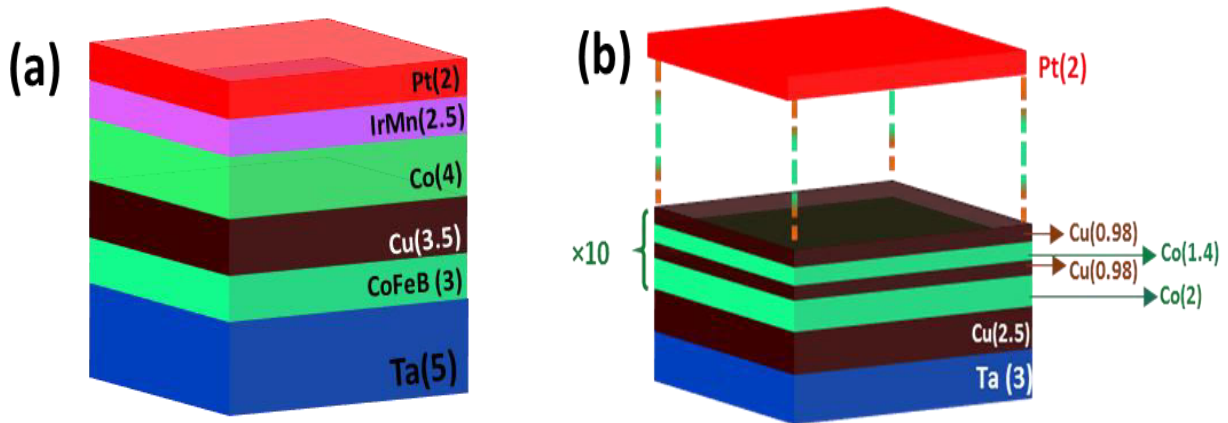 (a)
Pt(2)
IrMn(2.5)
Co(4)
Cu(3.5)
CoFeB (3)
Ta(5)
(b)
Pt(2)
×10
Cu(0.98)
Co(1.4)
Cu(0.98)
Co(2)
Cu(2.5)
Ta (3)